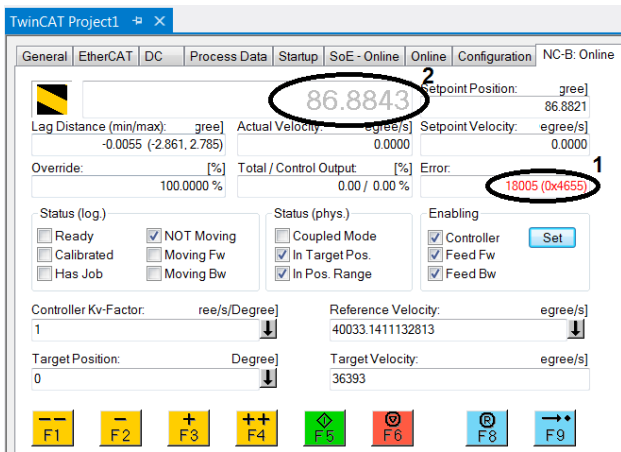 TwinCAT Project1
General EtherCAT DC Process Data Startup SoE - Online Online Configuration NC-B: Online
2
86.8843
Setpoint Position: gree]
86.8821
Lag Distance (min/max): gree] Actual Velocity: egree/s] Setpoint Velocity: egree/s]
-0.0055 (-2.861, 2.785) 0.0000 0.0000
1
Override: [%] Total / Control Output: [%] Error:
100.0000 % 0.00 / 0.00 % 18005 (0x4655)
Status (log.) Status (phys.) Enabling
Ready NOT Moving Coupled Mode Controller Set
Calibrated Moving Fw In Target Pos. Feed Fw
Has Job Moving Bw In Pos. Range Feed Bw
Controller Kv-Factor: ree/s/Degree] Reference Velocity: egree/s]
1 40033.1411132813
Target Position: Degree] Target Velocity: egree/s]
0 36393
-- - + ++ R
F1 F2 F3 F4 F5 F6 F8 F9